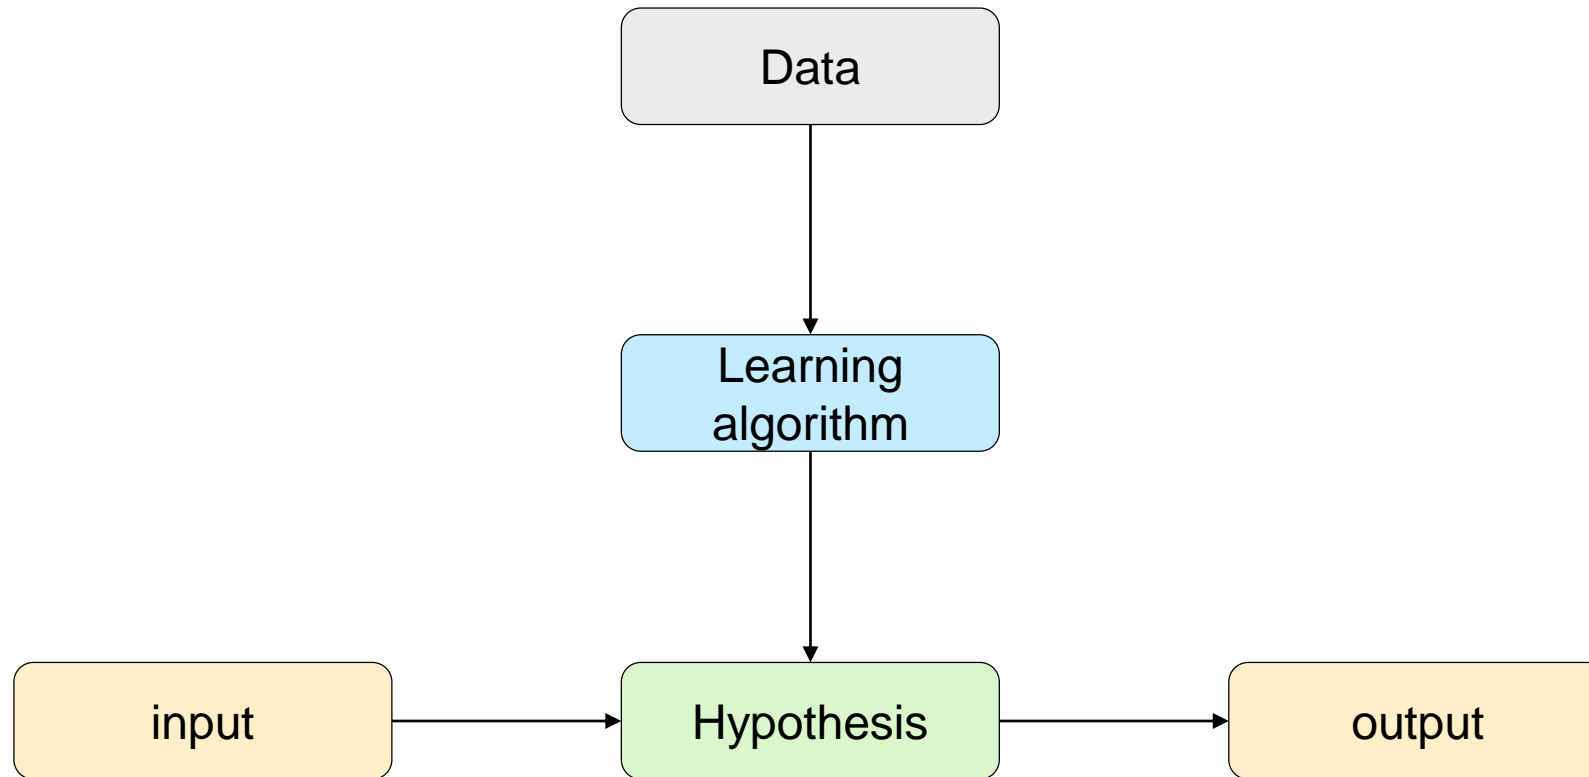 Data
Learning
algorithm
input
Hypothesis
output